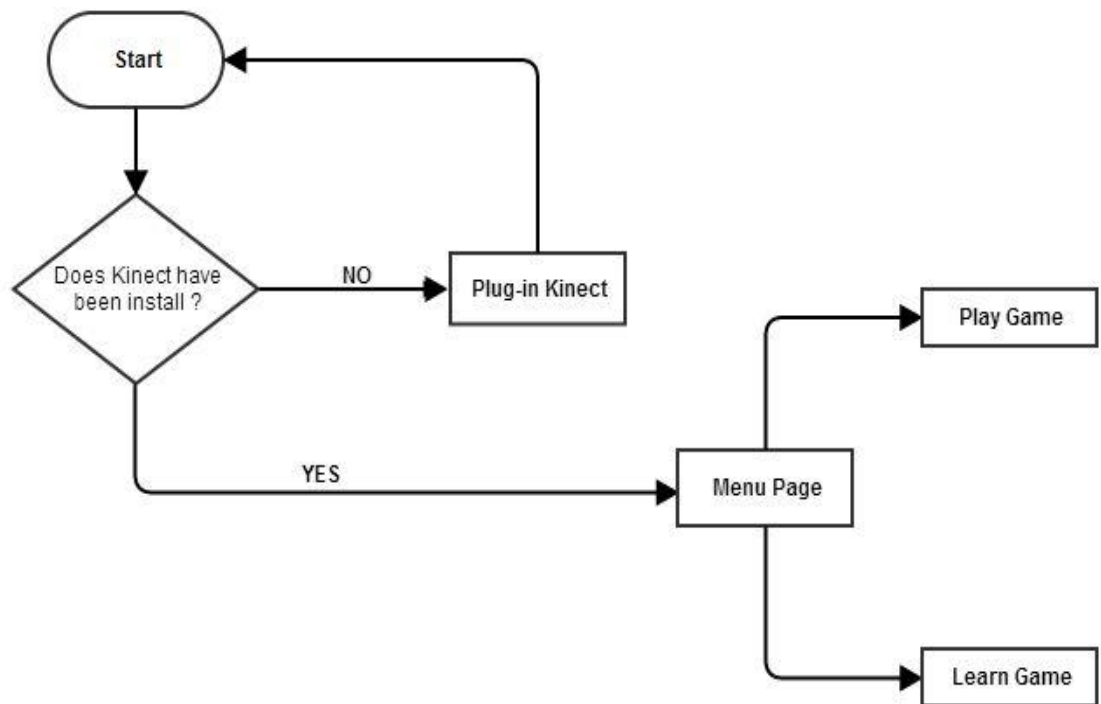 Start
Does Kinect have
been install ?
NO
Plug-in Kinect
Play Game
YES
Menu Page
Learn Game